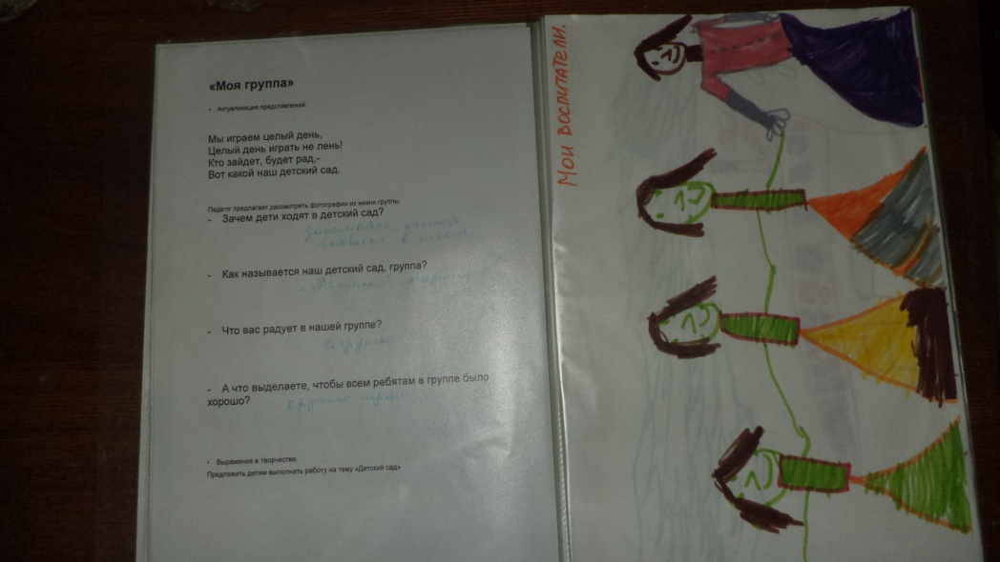 «Моя группа»
• Актуализация представлений.
Мы играем целый день,
Целый день играть не лень!
Кто зайдет, будет рад,-
Вот какой наш детский сад.
Педагог предлагает рассмотреть фотографии из жизни группы.
- Зачем дети ходят в детский сад?
- Как называется наш детский сад, группа?
- Что вас радует в нашей группе?
игрушки
- А что выделаете, чтобы всем ребятам в группе было
хорошо?
дружно
• Выражение в творчестве.
Предложить детям выполнить работу на тему «Детский сад»
Мои воспитатели.